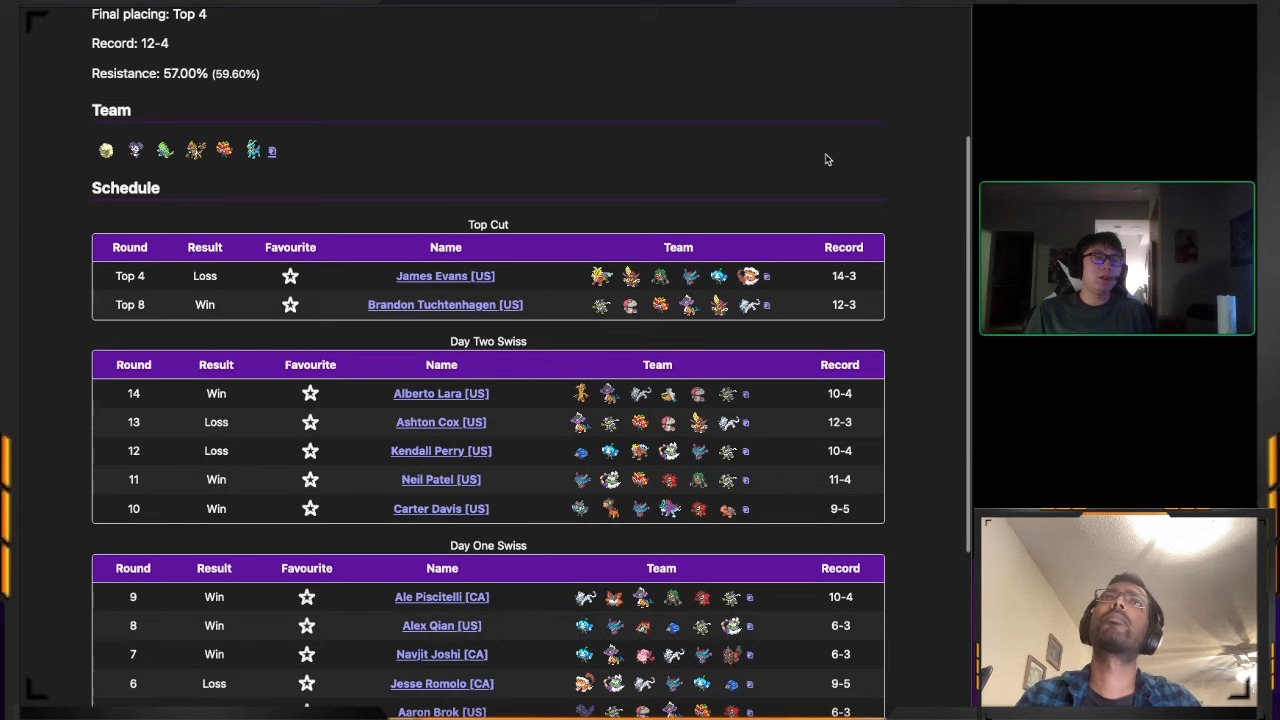 Final placing: Top 4
Record: 12-4
Resistance: 57.00% (59.60%)
Team
Schedule
Top Cut
Round Result Favourite Name Team Record
Top 4 Loss James Evans [US] 14-3
Top 8 Win Brandon Tuchtenhagen [US] 12-3
Day Two Swiss
Round Result Favourite Name Team Record
14 Win Alberto Lara [US] 10-4
13 Loss Ashton Cox [US] 12-3
12 Loss Kendall Perry [US] 10-4
11 Win Neil Patel [US] 11-4
10 Win Carter Davis [US] 9-5
Day One Swiss
Round Result Favourite Name Team Record
9 Win Ale Piscitelli [CA] 10-4
8 Win Alex Qian [US] 6-3
7 Win Navjit Joshi [CA] 6-3
6 Loss Jesse Romolo [CA] 9-5
Aaron Brok [US] 6-3